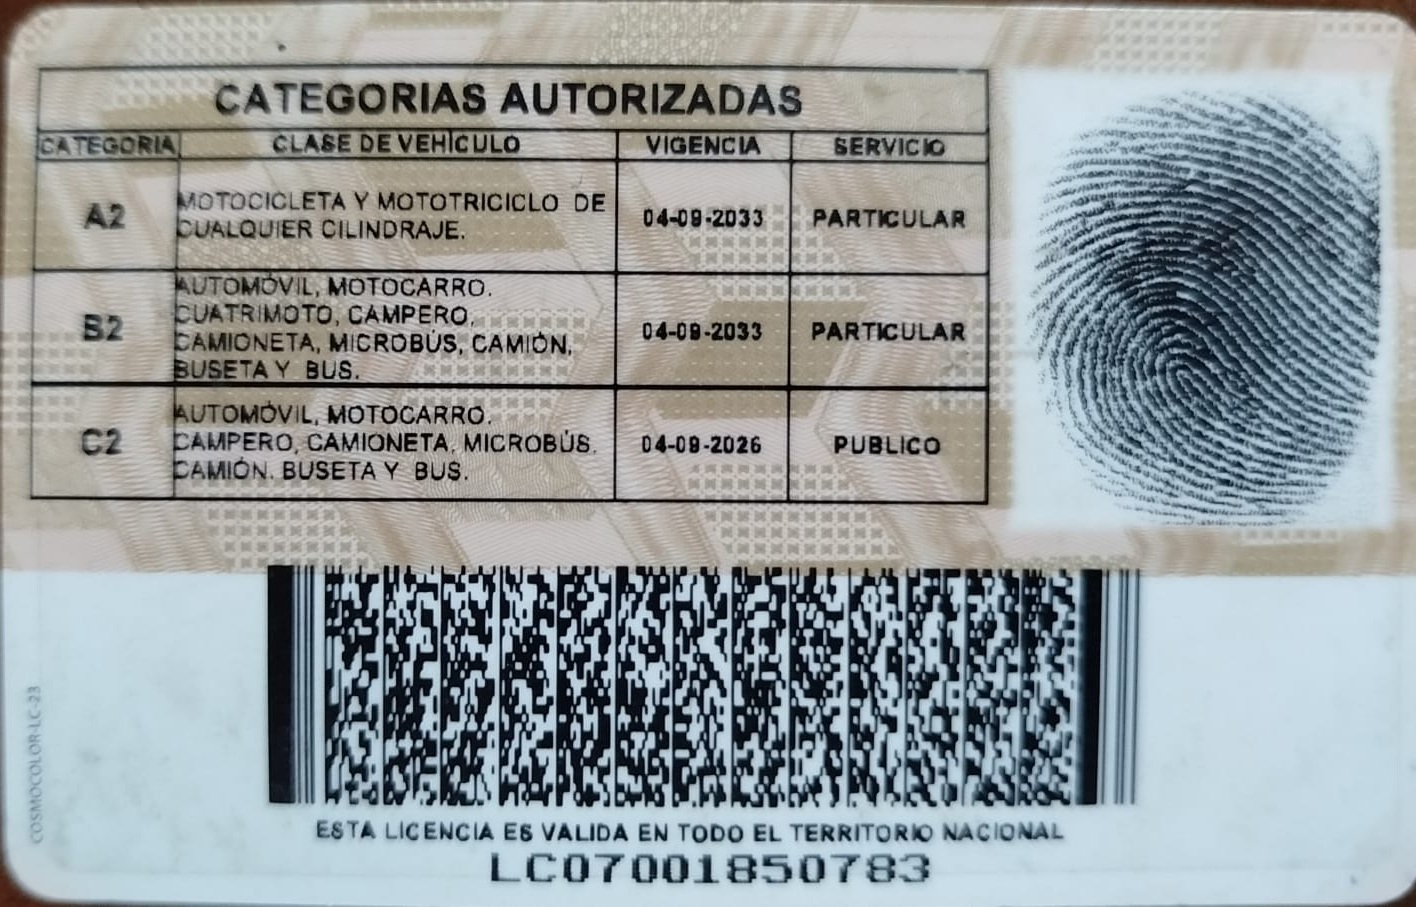 CATEGORIAS AUTORIZADAS
CATEGORIA CLASE DE VEHÍCULO VIGENCIA SERVICIO
A2 MOTOCICLETA Y MOTOTRICICLO DE CUALQUIER CILINDRAJE. 04-09-2033 PARTICULAR
B2 AUTOMÓVIL, MOTOCARRO, CUATRIMOTO, CAMPERO, CAMIONETA, MICROBÚS, CAMIÓN, BUSETA Y BUS. 04-09-2033 PARTICULAR
C2 AUTOMÓVIL, MOTOCARRO, CAMPERO, CAMIONETA, MICROBÚS, CAMIÓN, BUSETA Y BUS. 04-09-2026 PUBLICO
COSMOCOLOR-LC-23
ESTA LICENCIA ES VALIDA EN TODO EL TERRITORIO NACIONAL
LC07001850783